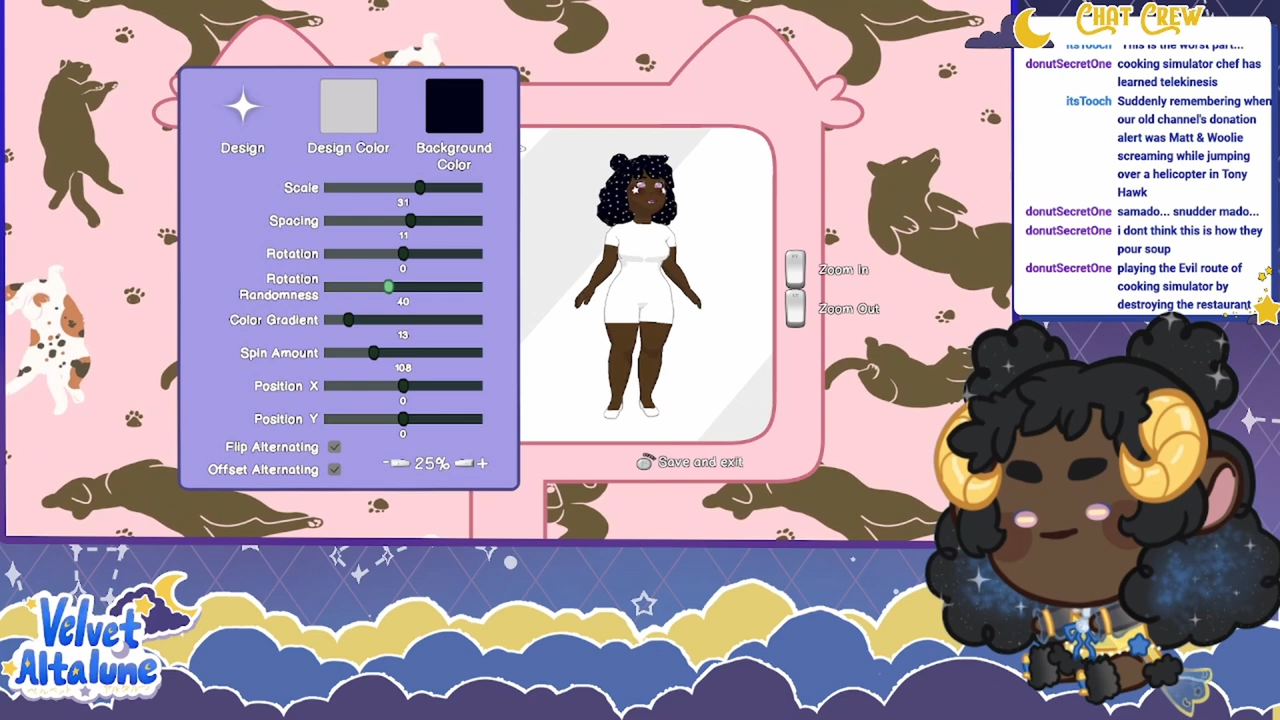 Design
Design Color
Background
Color
Scale
31
Spacing
11
Rotation
0
Rotation
Randomness
40
Color Gradient
13
Spin Amount
108
Position X
0
Position Y
0
Flip Alternating
Offset Alternating
- 25% +
Zoom In
Zoom Out
Save and exit
CHAT CREW
itsTooch "This is the worst part...
donutSecretOne cooking simulator chef has
learned telekinesis
itsTooch Suddenly remembering when
our old channel's donation
alert was Matt & Woolie
screaming while jumping
over a helicopter in Tony
Hawk
donutSecretOne samado... snudder mado...
donutSecretOne i dont think this is how they
pour soup
donutSecretOne playing the Evil route of
cooking simulator by
destroying the restaurant
Velvet
Altalune